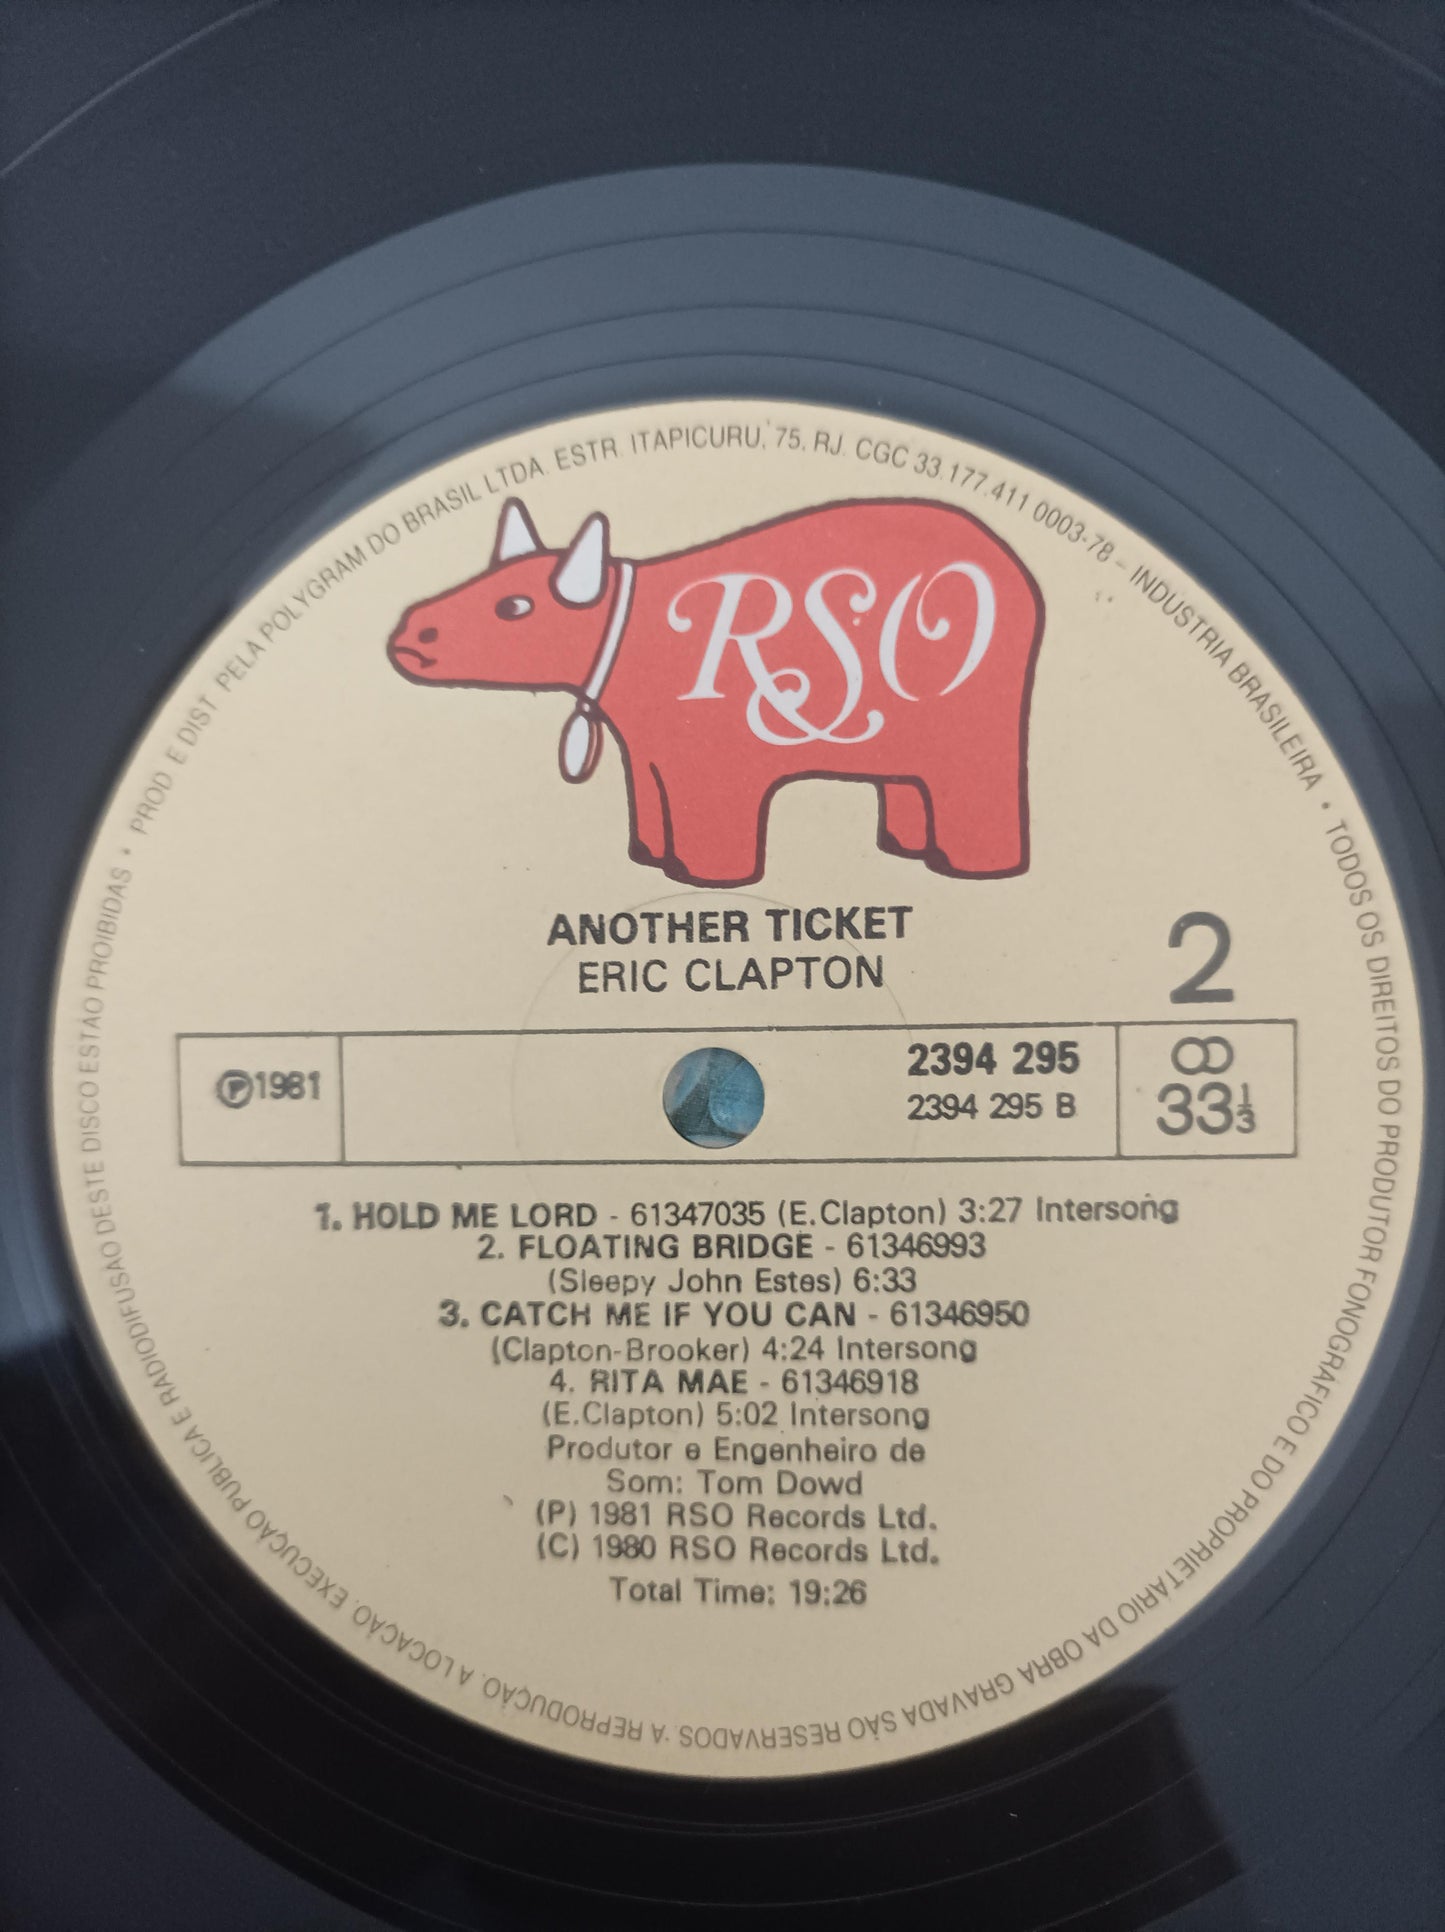 PROD E DIST PELA POLYGRAM DO BRASIL LTDA. ESTR. ITAPICURU, 75, RJ. CGC 33.177.411 0003-78 - INDÚSTRIA BRASILEIRA • TODOS OS DIREITOS DO PRODUTOR FONOGRÁFICO E DO PROPRIETÁRIO DA OBRA GRAVADA SÃO RESERVADOS. A REPRODUÇÃO. A LOCAÇÃO. EXECUÇÃO PÚBLICA E RADIODIFUSÃO DESTE DISCO ESTÃO PROIBIDAS •
RSO
ANOTHER TICKET
ERIC CLAPTON
2
℗1981
2394 295
2394 295 B
33⅓
1. HOLD ME LORD - 61347035 (E.Clapton) 3:27 Intersong
2. FLOATING BRIDGE - 61346993
(Sleepy John Estes) 6:33
3. CATCH ME IF YOU CAN - 61346950
(Clapton-Brooker) 4:24 Intersong
4. RITA MAE - 61346918
(E.Clapton) 5:02 Intersong
Produtor e Engenheiro de
Som: Tom Dowd
(P) 1981 RSO Records Ltd.
(C) 1980 RSO Records Ltd.
Total Time: 19:26